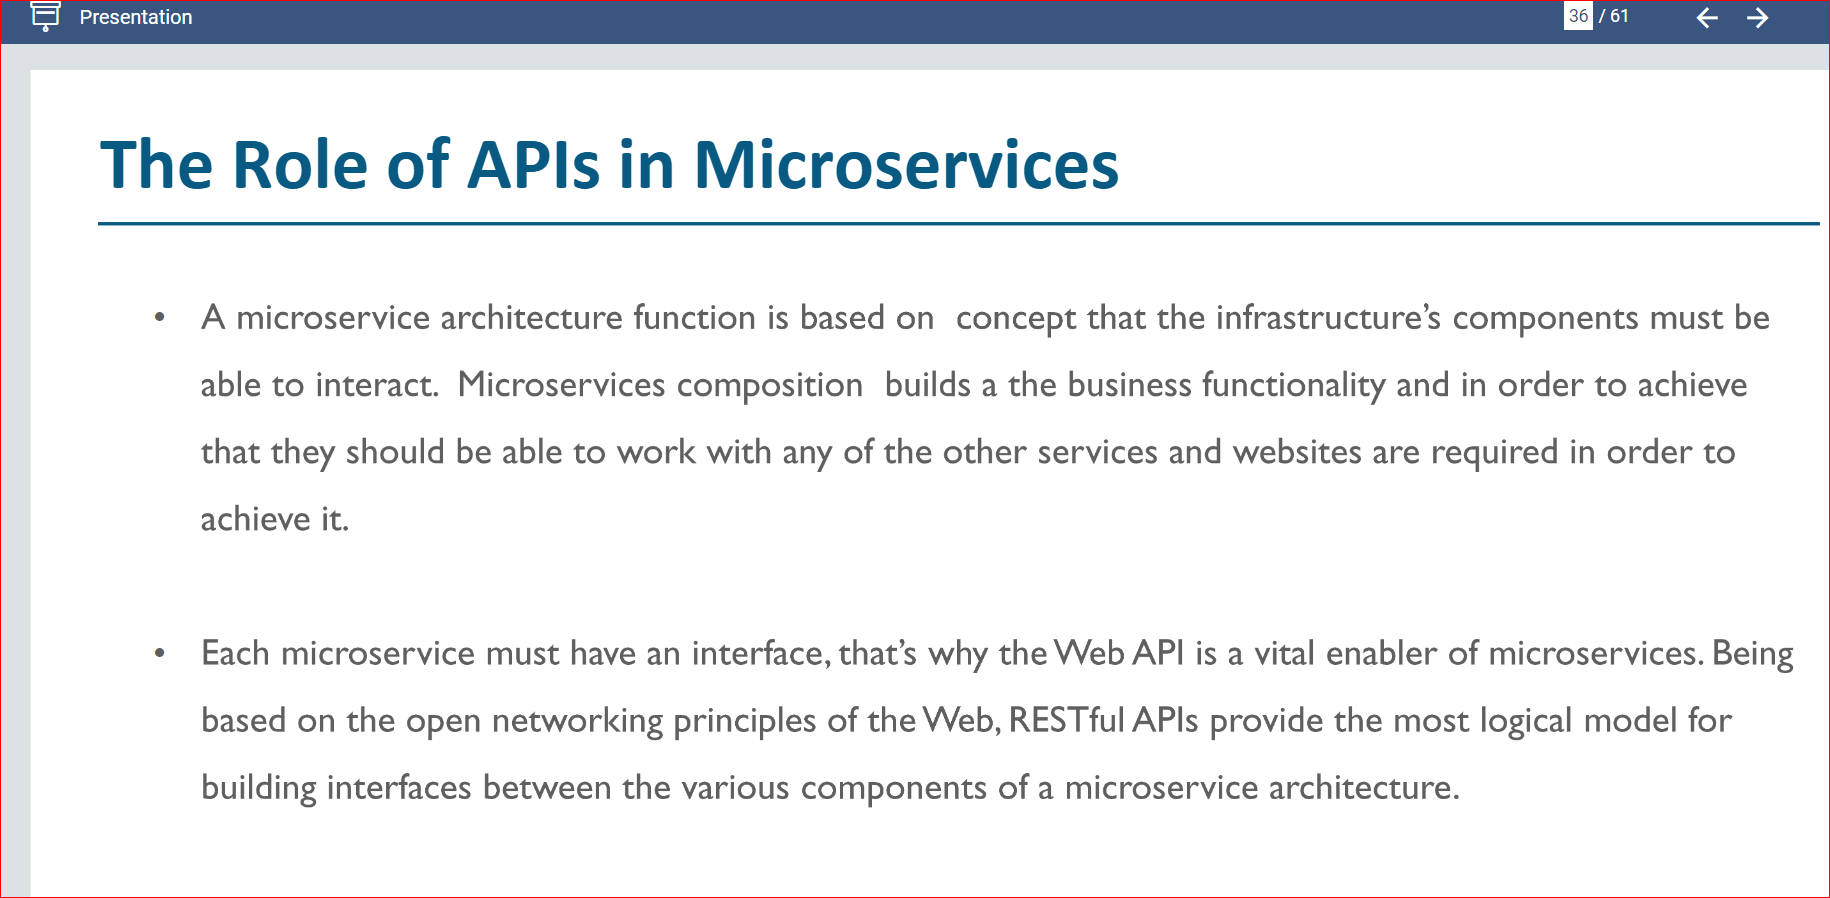 Presentation
36 / 61
The Role of APIs in Microservices
• A microservice architecture function is based on  concept that the infrastructure’s components must be
able to interact.  Microservices composition  builds a the business functionality and in order to achieve
that they should be able to work with any of the other services and websites are required in order to
achieve it.
• Each microservice must have an interface, that’s why the Web API is a vital enabler of microservices. Being
based on the open networking principles of the Web, RESTful APIs provide the most logical model for
building interfaces between the various components of a microservice architecture.